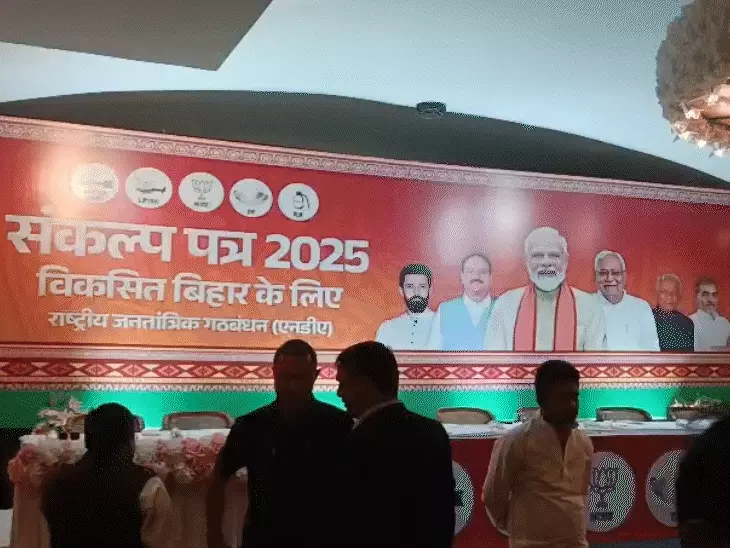 संकल्प पत्र 2025
विकसित बिहार के लिए
राष्ट्रीय जनतांत्रिक गठबंधन (एनडीए)